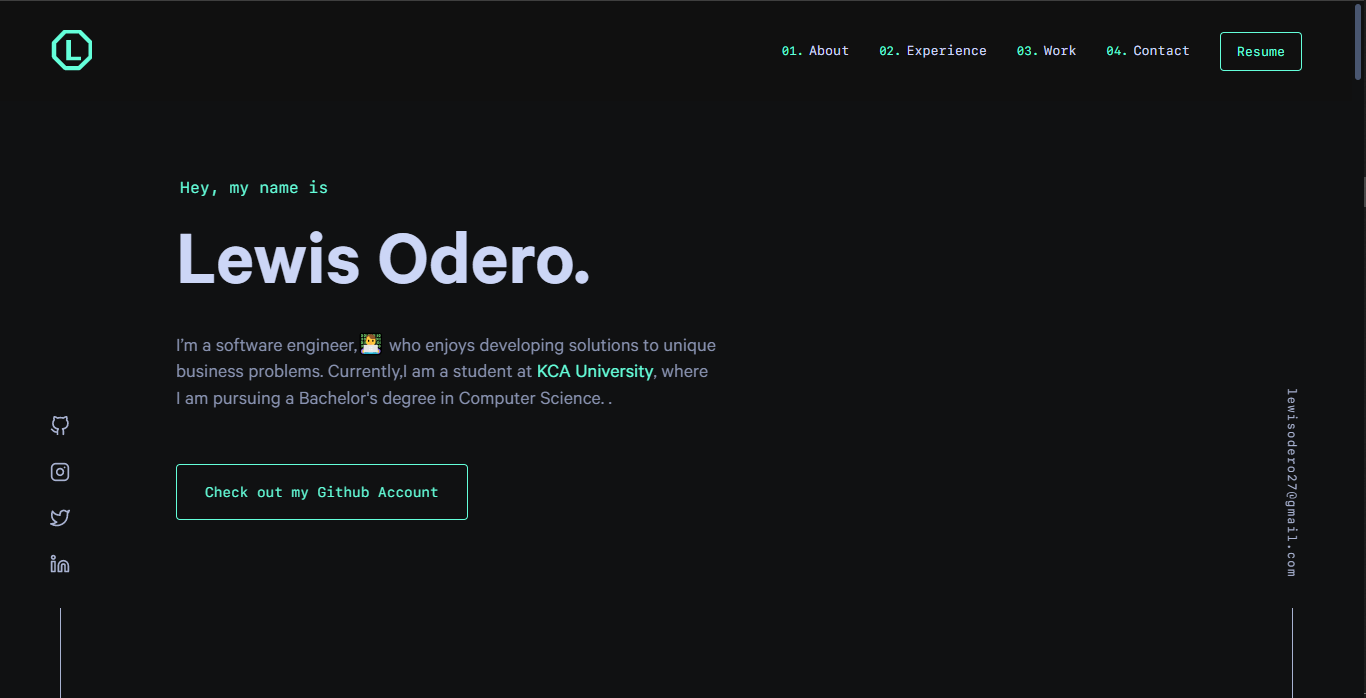 L
01. About 02. Experience 03. Work 04. Contact Resume
Hey, my name is
Lewis Odero.
I'm a software engineer,👨‍💻 who enjoys developing solutions to unique
business problems. Currently,I am a student at KCA University, where
I am pursuing a Bachelor's degree in Computer Science. .
Check out my Github Account
lewisodero27@gmail.com